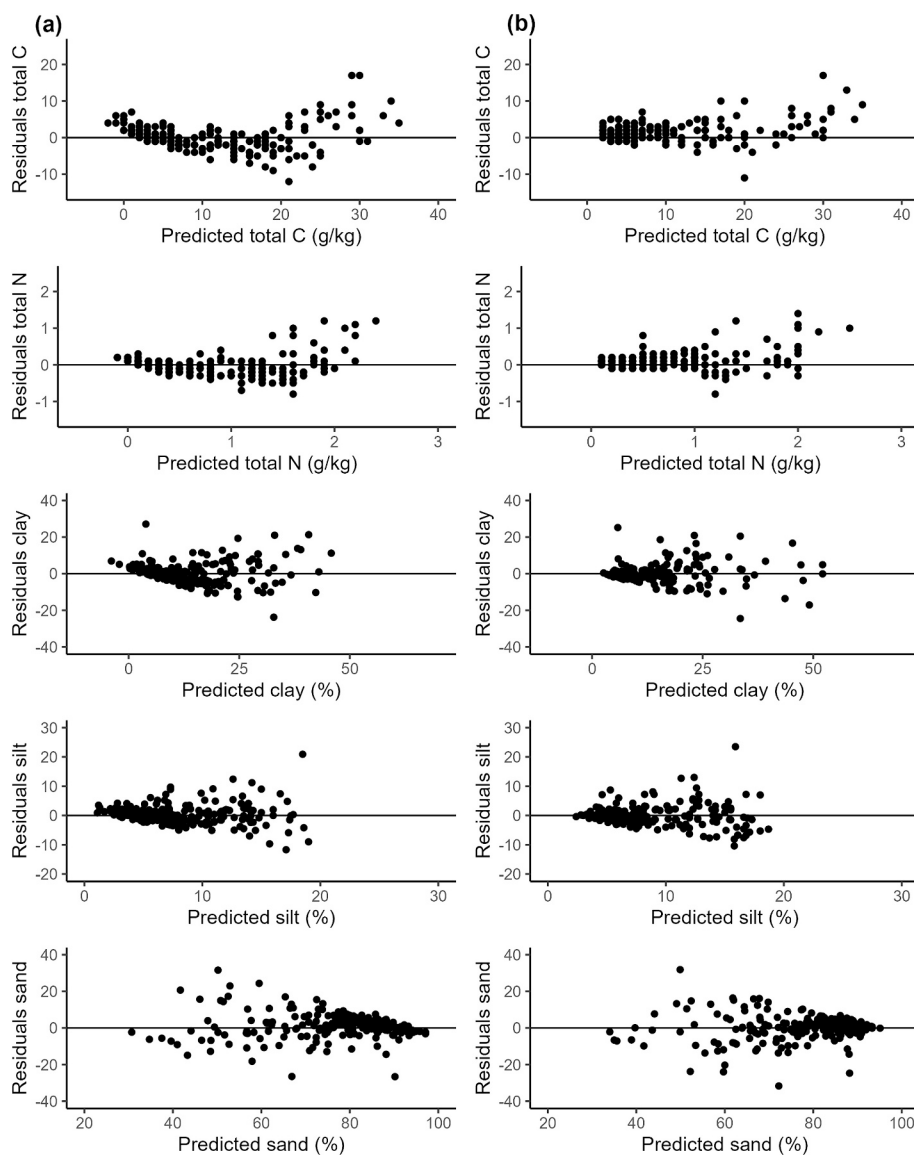 (a)
Residuals total C
20
10
0
-10
0 10 20 30 40
Predicted total C (g/kg)
(b)
Residuals total C
20
10
0
-10
0 10 20 30 40
Predicted total C (g/kg)
Residuals total N
2
1
0
-1
0 1 2 3
Predicted total N (g/kg)
Residuals total N
2
1
0
-1
0 1 2 3
Predicted total N (g/kg)
Residuals clay
40
20
0
-20
-40
0 25 50
Predicted clay (%)
Residuals clay
40
20
0
-20
-40
0 25 50
Predicted clay (%)
Residuals silt
30
20
10
0
-10
-20
0 10 20 30
Predicted silt (%)
Residuals silt
30
20
10
0
-10
-20
0 10 20 30
Predicted silt (%)
Residuals sand
40
20
0
-20
-40
20 40 60 80 100
Predicted sand (%)
Residuals sand
40
20
0
-20
-40
20 40 60 80 100
Predicted sand (%)